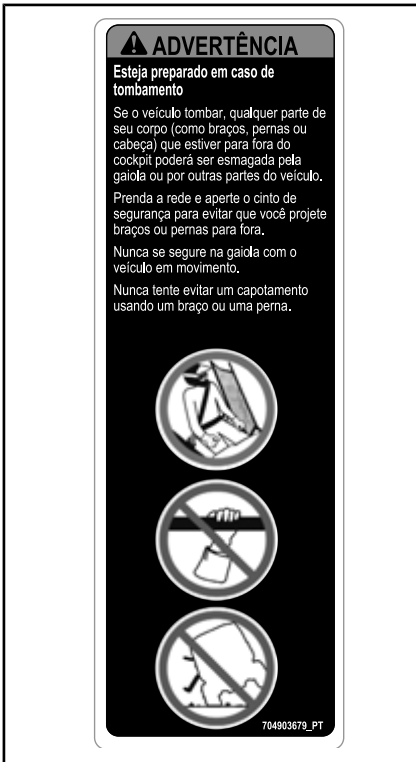 ADVERTÊNCIA
Esteja preparado em caso de
tombamento
Se o veículo tombar, qualquer parte de
seu corpo (como braços, pernas ou
cabeça) que estiver para fora do
cockpit poderá ser esmagada pela
gaiola ou por outras partes do veículo.
Prenda a rede e aperte o cinto de
segurança para evitar que você projete
braços ou pernas para fora.
Nunca se segure na gaiola com o
veículo em movimento.
Nunca tente evitar um capotamento
usando um braço ou uma perna.
704903679_PT